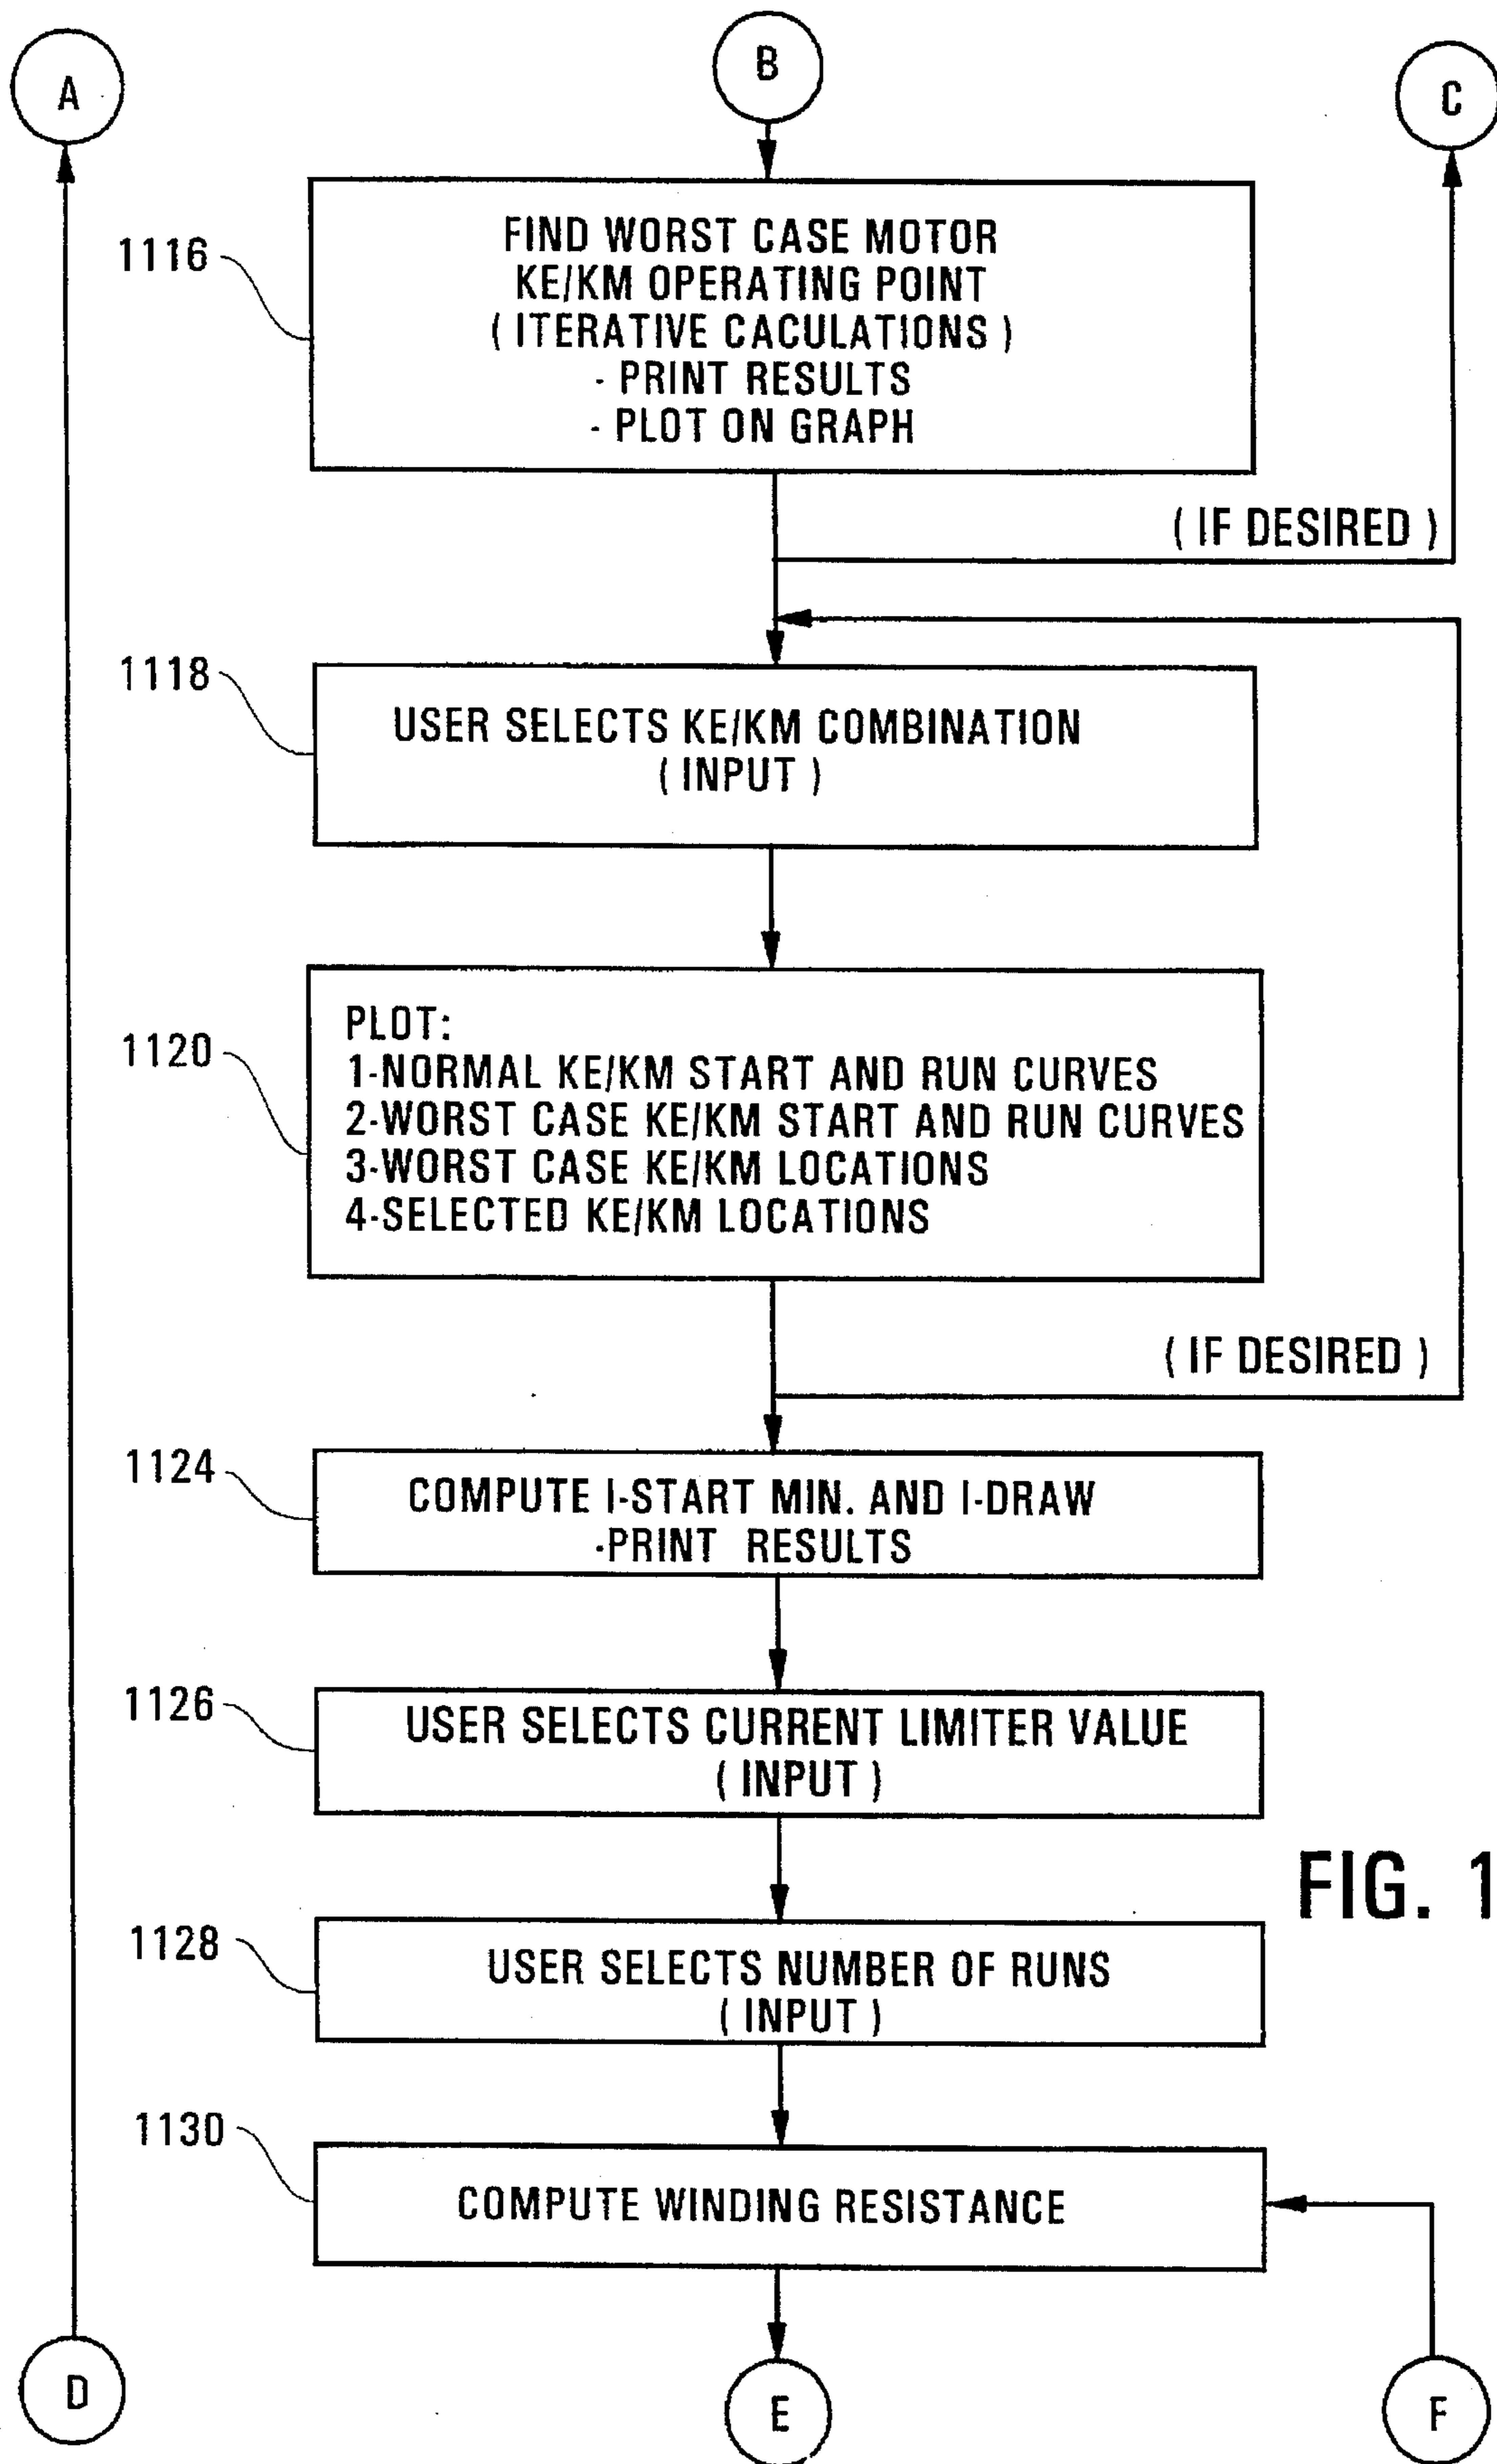 A
B
C
1116
FIND WORST CASE MOTOR
KE/KM OPERATING POINT
( ITERATIVE CACULATIONS )
- PRINT RESULTS
- PLOT ON GRAPH
( IF DESIRED )
1118
USER SELECTS KE/KM COMBINATION
( INPUT )
1120
PLOT:
1-NORMAL KE/KM START AND RUN CURVES
2-WORST CASE KE/KM START AND RUN CURVES
3-WORST CASE KE/KM LOCATIONS
4-SELECTED KE/KM LOCATIONS
( IF DESIRED )
1124
COMPUTE I-START MIN. AND I-DRAW
-PRINT RESULTS
1126
USER SELECTS CURRENT LIMITER VALUE
( INPUT )
FIG. 1
1128
USER SELECTS NUMBER OF RUNS
( INPUT )
1130
COMPUTE WINDING RESISTANCE
D
E
F